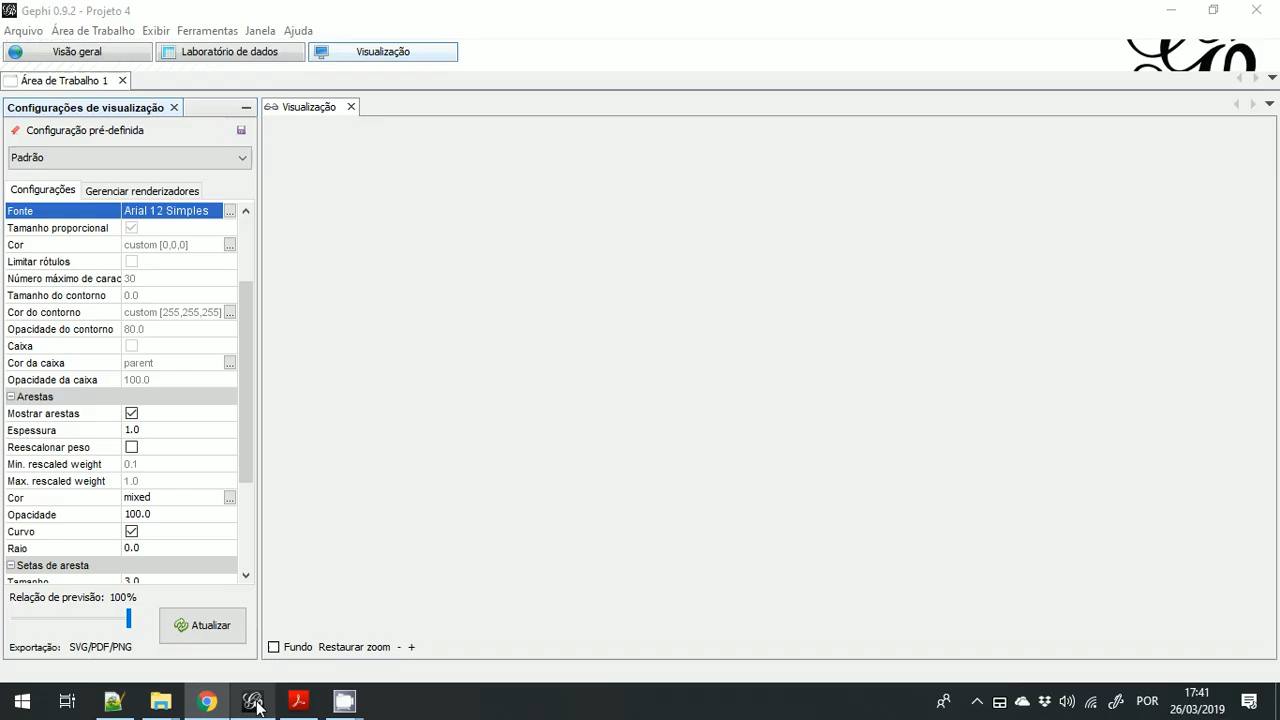 Gephi 0.9.2 - Projeto 4
Arquivo Área de Trabalho Exibir Ferramentas Janela Ajuda
Visão geral Laboratório de dados Visualização
Área de Trabalho 1
Configurações de visualização
Visualização
Configuração pré-definida
Padrão
Configurações Gerenciar renderizadores
Fonte Arial 12 Simples ...
Tamanho proporcional
Cor custom [0,0,0] ...
Limitar rótulos
Número máximo de carac 30
Tamanho do contorno 0.0
Cor do contorno custom [255,255,255] ...
Opacidade do contorno 80.0
Caixa
Cor da caixa parent ...
Opacidade da caixa 100.0
Arestas
Mostrar arestas
Espessura 1.0
Reescalonar peso
Min. rescaled weight 0.1
Max. rescaled weight 1.0
Cor mixed ...
Opacidade 100.0
Curvo
Raio 0.0
Setas de aresta
Tamanho 3.0
Relação de previsão: 100%
Atualizar
Exportação: SVG/PDF/PNG
Fundo Restaurar zoom - +
POR
17:41
26/03/2019